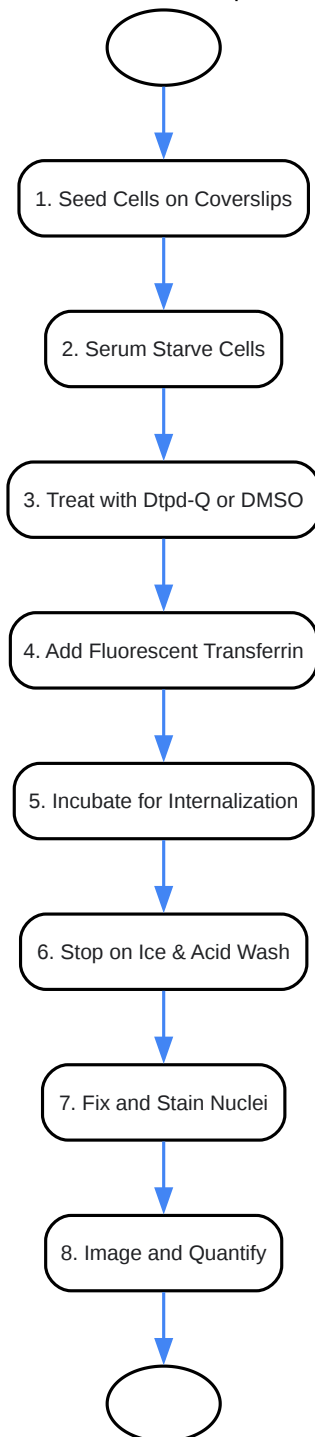 1. Seed Cells on Coverslips
2. Serum Starve Cells
3. Treat with Dtpd-Q or DMSO
4. Add Fluorescent Transferrin
5. Incubate for Internalization
6. Stop on Ice & Acid Wash
7. Fix and Stain Nuclei
8. Image and Quantify